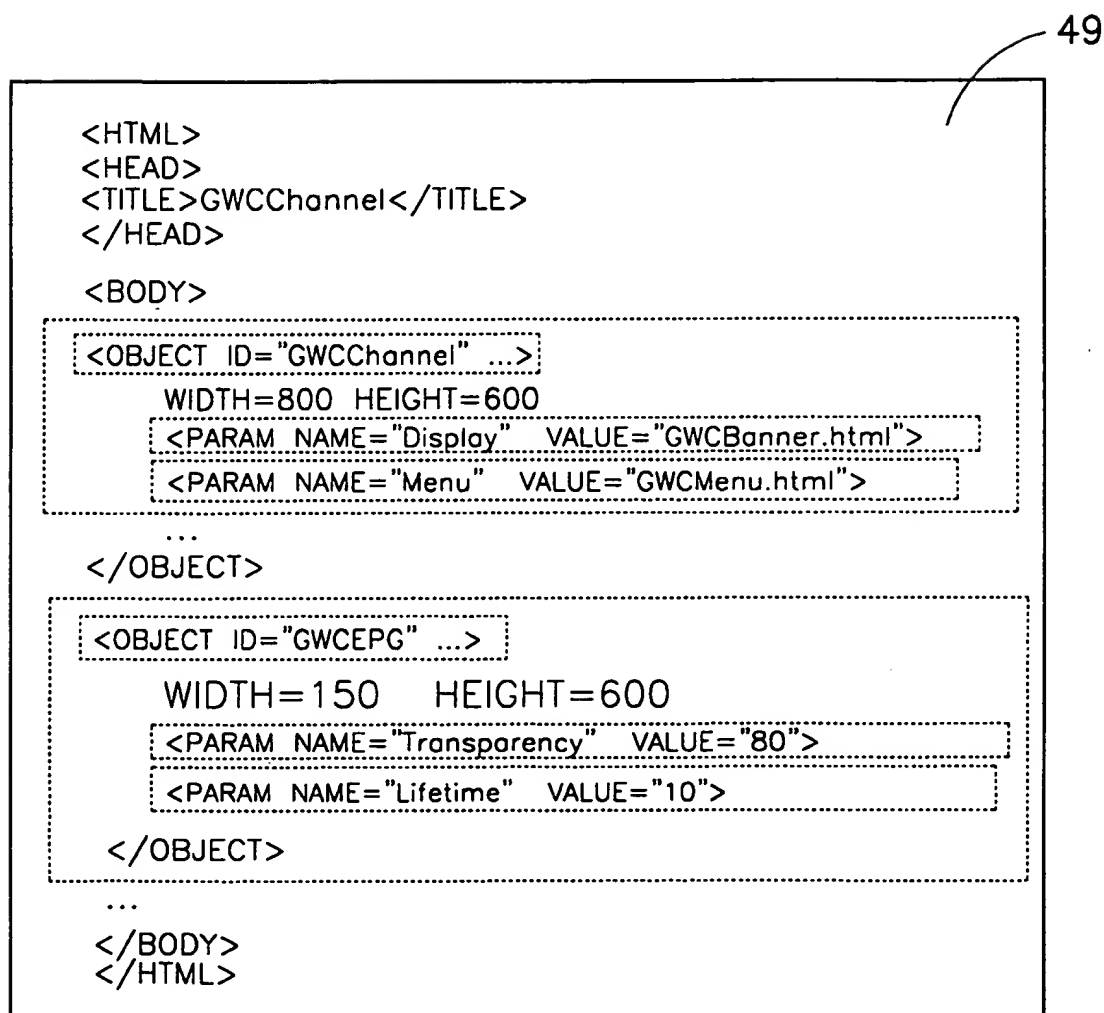 49
<HTML>
<HEAD>
<TITLE>GWCChannel</TITLE>
</HEAD>
<BODY>
<OBJECT ID="GWCChannel" ...>
WIDTH=800 HEIGHT=600
<PARAM NAME="Display" VALUE="GWCBanner.html">
<PARAM NAME="Menu" VALUE="GWCMenu.html">
...
</OBJECT>
<OBJECT ID="GWCEPG" ...>
WIDTH=150 HEIGHT=600
<PARAM NAME="Transparency" VALUE="80">
<PARAM NAME="Lifetime" VALUE="10">
</OBJECT>
...
</BODY>
</HTML>